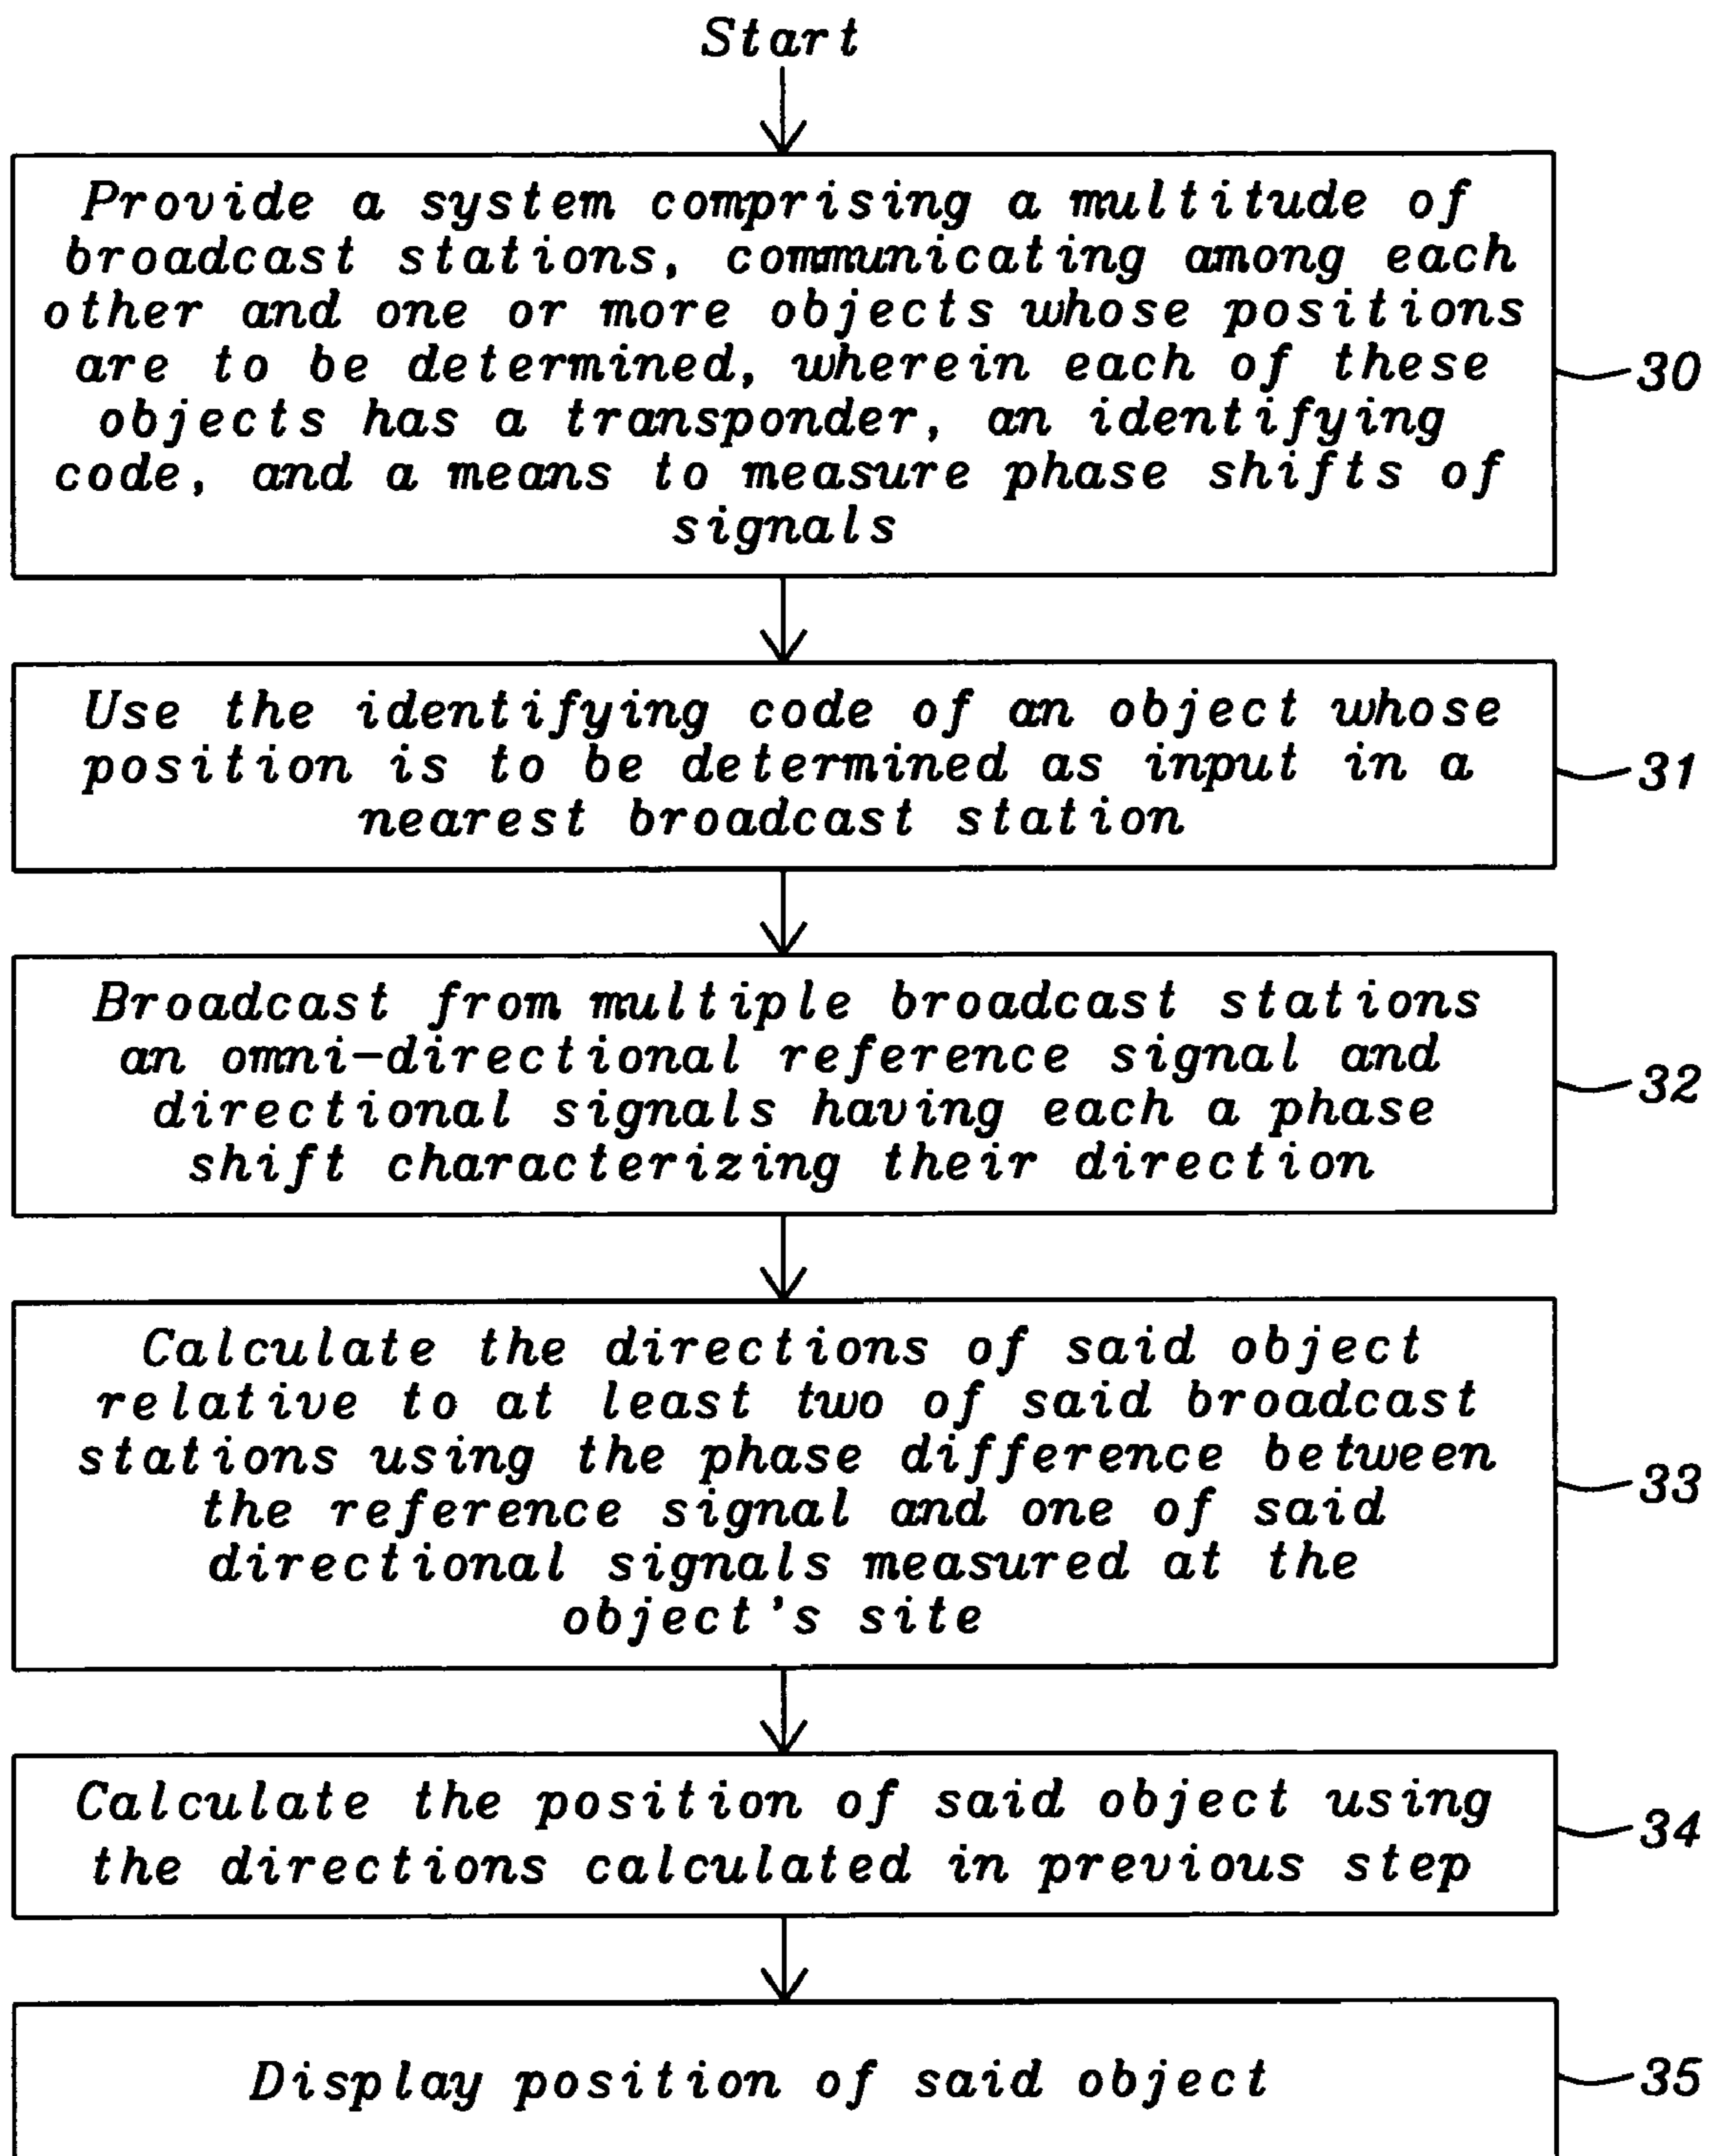 Start
Provide a system comprising a multitude of
broadcast stations, communicating among each
other and one or more objects whose positions
are to be determined, wherein each of these
objects has a transponder, an identifying
code, and a means to measure phase shifts of
signals
30
Use the identifying code of an object whose
position is to be determined as input in a
nearest broadcast station
31
Broadcast from multiple broadcast stations
an omni-directional reference signal and
directional signals having each a phase
shift characterizing their direction
32
Calculate the directions of said object
relative to at least two of said broadcast
stations using the phase difference between
the reference signal and one of said
directional signals measured at the
object's site
33
Calculate the position of said object using
the directions calculated in previous step
34
Display position of said object
35